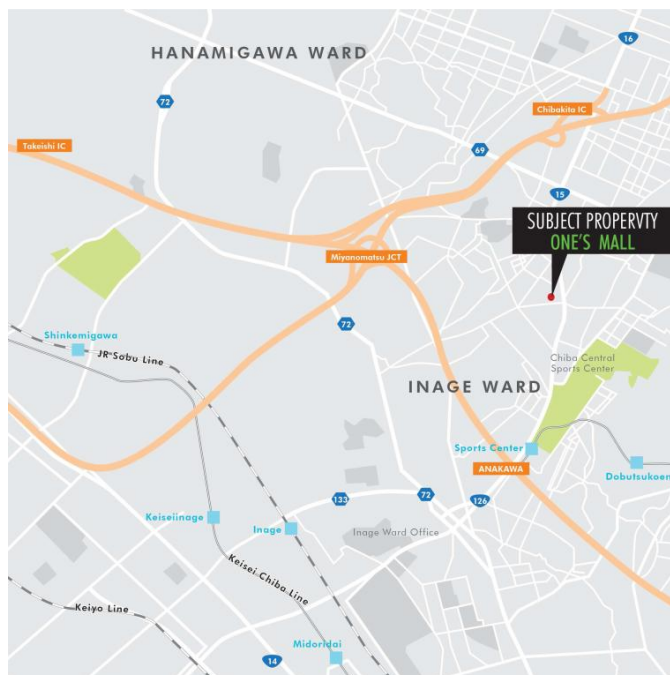 16
HANAMIGAWA WARD
72
Chibakita IC
Takeishi IC
69
15
SUBJECT PROPERVTY
ONE'S MALL
Miyanomatsu JCT
72
Shinkemigawa
JR Sobu Line
Chiba Central
Sports Center
INAGE WARD
Sports Center
ANAKAWA
Dobutsukoen
133
72
126
Keiseiinage
Inage
Inage Ward Office
Keisei Chiba Line
Keiyo Line
Midoridai
14